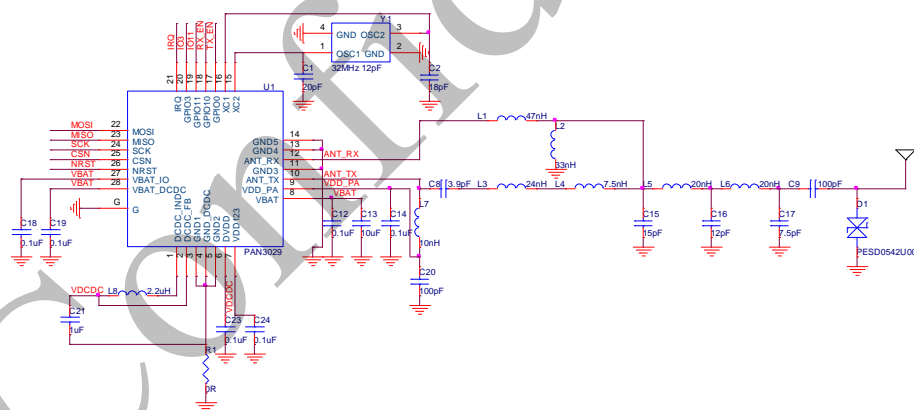 Y1
4 GND OSC2 3
1 OSC1 GND 2
32MHz 12pF
C1
20pF
C2
18pF
IRQ
IO3
IO11
RX_EN
TX_EN
21
20
19
18
17
16
15
IRQ
GPIO3
GPIO11
GPIO10
GPIO0
XC1
XC2
U1
MOSI 22 MOSI
MISO 23 MISO
SCK 24 SCK
CSN 25 CSN
NRST 26 NRST
VBAT 27 VBAT_IO
VBAT 28 VBAT_DCDC
G G
GND5 14
GND4 13
ANT_RX 12 ANT_RX
GND3 11
ANT_TX 10 ANT_TX
VDD_PA 9 VDD_PA
VBAT 8 VBAT
PAN3029
DCDC_IND
DCDC_FB
GND1
GND_DCDC
GND2
DVDD
VDD123
1
2
3
4
5
6
7
L1 47nH
L2
33nH
C8 3.9pF
L3 24nH
L4 7.5nH
L5 20nH
L6 20nH
C9 100pF
L7
10nH
C20
100pF
C12
0.1uF
C13
10uF
C14
0.1uF
C15
15pF
C16
12pF
C17
7.5pF
D1
PESD0542U00
C18
0.1uF
C19
0.1uF
VDCDC
L8 2.2uH
C21
1uF
VDCDC
C23
0.1uF
C24
0.1uF
R1
0R
Confid